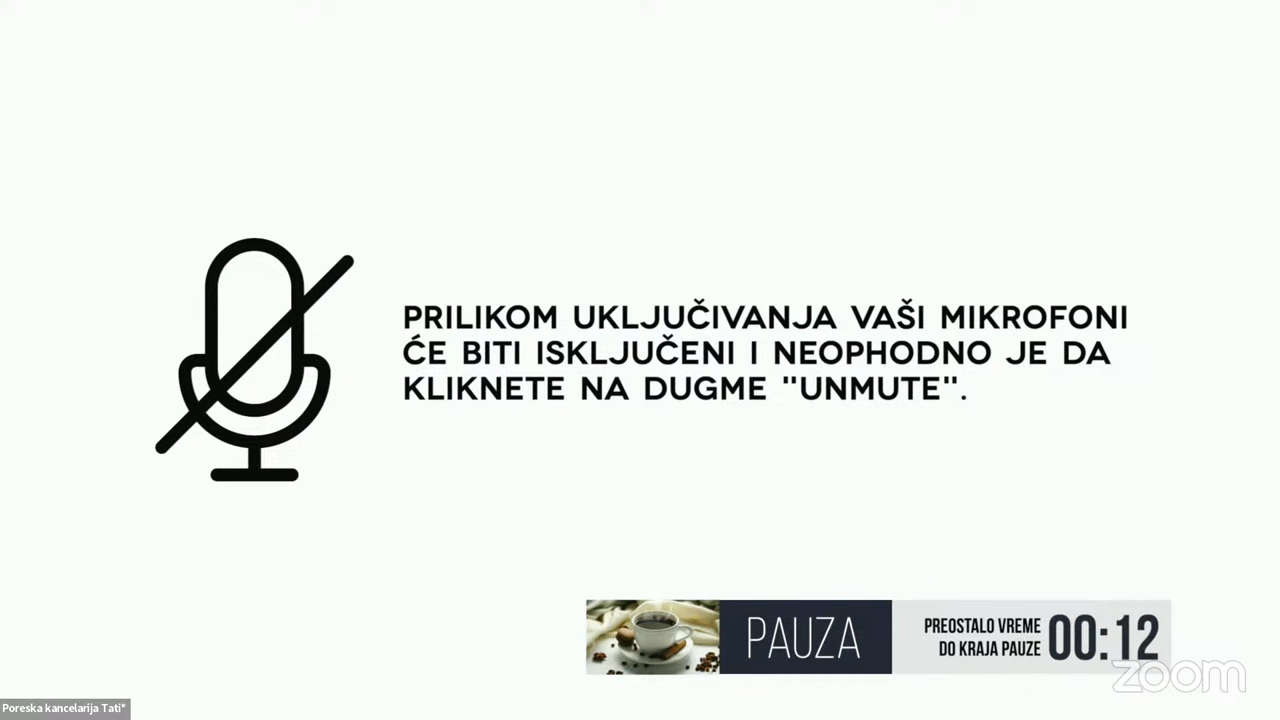 PRILIKOM UKLJUČIVANJA VAŠI MIKROFONI
ĆE BITI ISKLJUČENI I NEOPHODNO JE DA
KLIKNETE NA DUGME "UNMUTE".
PAUZA
PREOSTALO VREME
DO KRAJA PAUZE
00:12
zoom
Poreska kancelarija Tati*